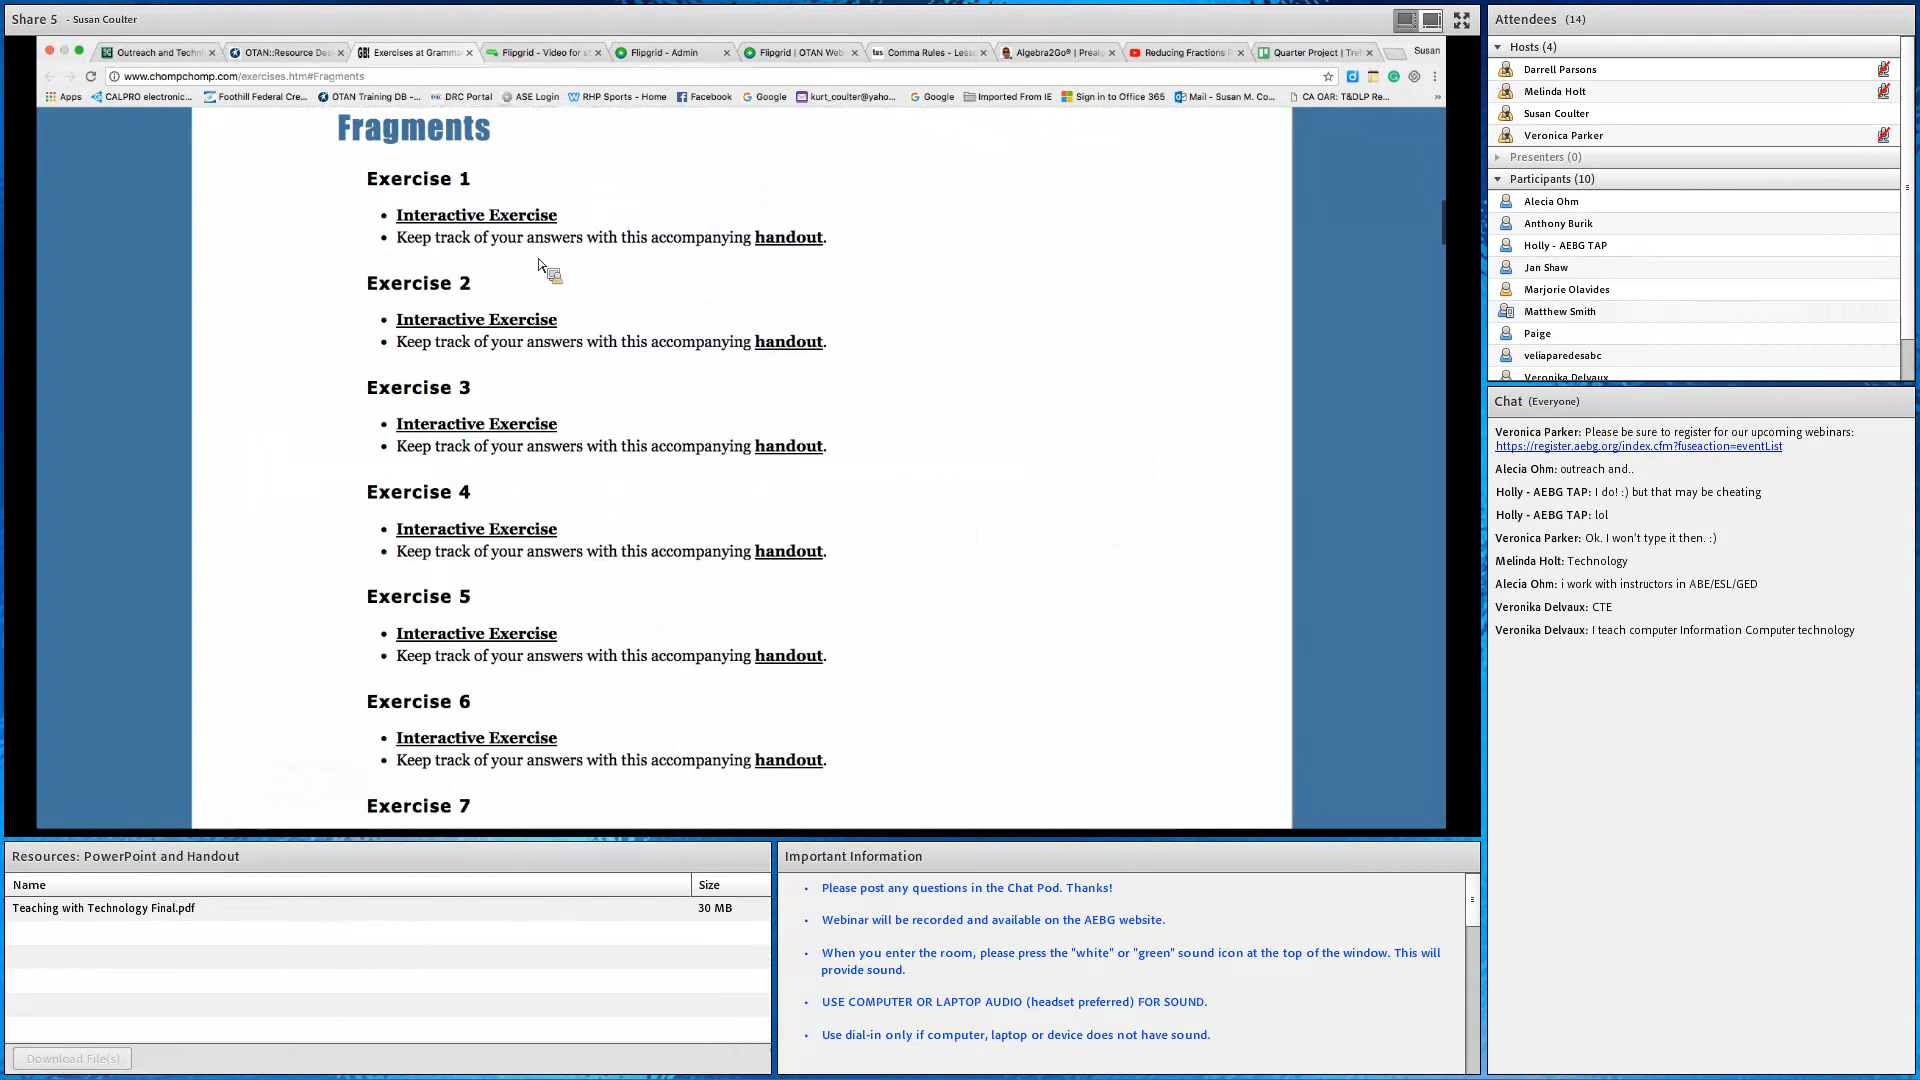 Share 5 - Susan Coulter
Outreach and Techni
OTAN::Resource Des
GB! Exercises at Gramma
Flipgrid - Video for s
Flipgrid - Admin
Flipgrid | OTAN Web
tes Comma Rules - Less
Algebra2Go® | Prealg
Reducing Fractions
Quarter Project | Trel
Susan
www.chompchomp.com/exercises.htm#Fragments
Apps
CALPRO electronic...
Foothill Federal Cre...
OTAN Training DB -...
DRC Portal
ASE Login
RHP Sports - Home
Facebook
Google
kurt_coulter@yaho...
Google
Imported From IE
Sign in to Office 365
Mail - Susan M. Co...
CA OAR: T&DLP Re...
»
Fragments
Exercise 1
• Interactive Exercise
• Keep track of your answers with this accompanying handout.
Exercise 2
• Interactive Exercise
• Keep track of your answers with this accompanying handout.
Exercise 3
• Interactive Exercise
• Keep track of your answers with this accompanying handout.
Exercise 4
• Interactive Exercise
• Keep track of your answers with this accompanying handout.
Exercise 5
• Interactive Exercise
• Keep track of your answers with this accompanying handout.
Exercise 6
• Interactive Exercise
• Keep track of your answers with this accompanying handout.
Exercise 7
Attendees (14)
Hosts (4)
Darrell Parsons
Melinda Holt
Susan Coulter
Veronica Parker
Presenters (0)
Participants (10)
Alecia Ohm
Anthony Burik
Holly - AEBG TAP
Jan Shaw
Marjorie Olavides
Matthew Smith
Paige
veliaparedesabc
Veronika Delvaux
Chat (Everyone)
Veronica Parker: Please be sure to register for our upcoming webinars:
https://register.aebg.org/index.cfm?fuseaction=eventList
Alecia Ohm: outreach and..
Holly - AEBG TAP: I do! :) but that may be cheating
Holly - AEBG TAP: lol
Veronica Parker: Ok. I won't type it then. :)
Melinda Holt: Technology
Alecia Ohm: i work with instructors in ABE/ESL/GED
Veronika Delvaux: CTE
Veronika Delvaux: I teach computer Information Computer technology
Resources: PowerPoint and Handout
Name Size
Teaching with Technology Final.pdf 30 MB
Download File(s)
Important Information
• Please post any questions in the Chat Pod. Thanks!
• Webinar will be recorded and available on the AEBG website.
• When you enter the room, please press the "white" or "green" sound icon at the top of the window. This will
provide sound.
• USE COMPUTER OR LAPTOP AUDIO (headset preferred) FOR SOUND.
• Use dial-in only if computer, laptop or device does not have sound.